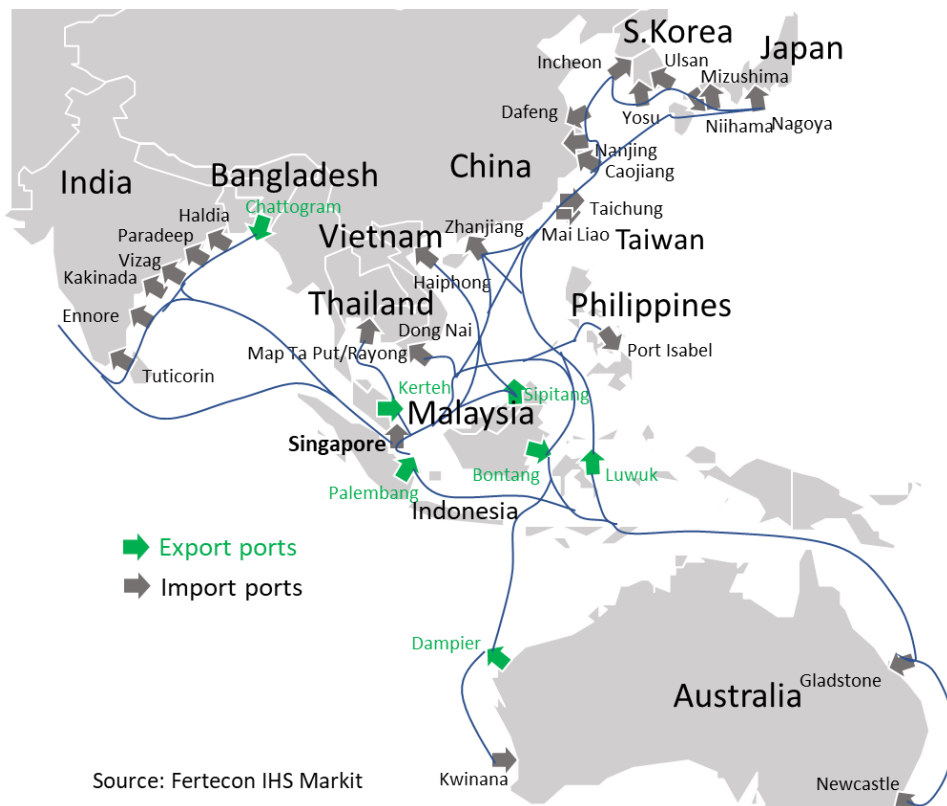 S.Korea
Japan
Incheon
Ulsan
Mizushima
Dafeng
Yosu
Niihama
Nagoya
Nanjing
China
Caojiang
India
Bangladesh
Chattogram
Haldia
Taichung
Paradeep
Vietnam
Zhanjiang
Mai Liao
Taiwan
Vizag
Kakinada
Haiphong
Thailand
Philippines
Ennore
Dong Nai
Map Ta Put/Rayong
Port Isabel
Tuticorin
Kerteh
Sipitang
Malaysia
Singapore
Bontang
Luwuk
Palembang
Indonesia
Export ports
Import ports
Dampier
Gladstone
Australia
Source: Fertecon IHS Markit
Kwinana
Newcastle